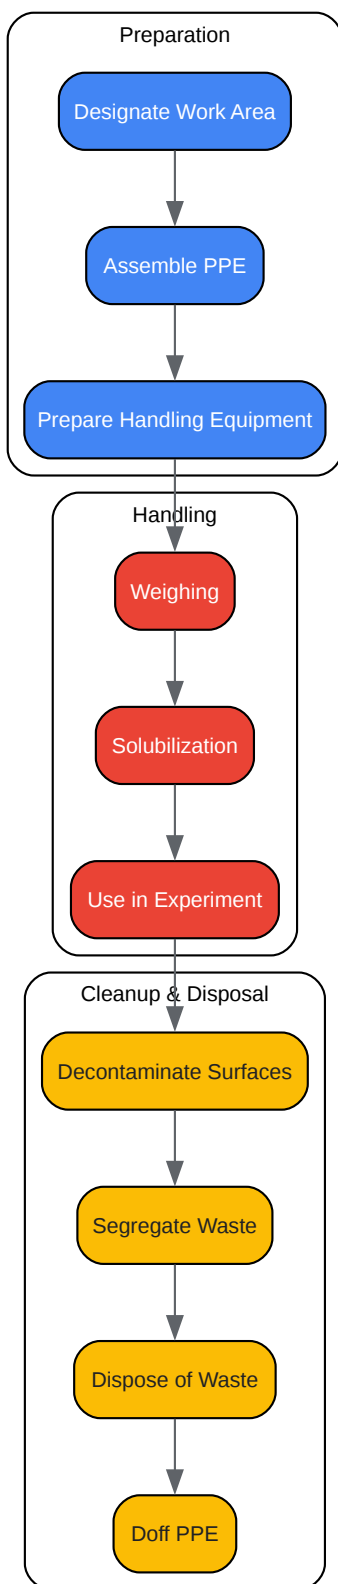 Preparation
Designate Work Area
Assemble PPE
Prepare Handling Equipment
Handling
Weighing
Solubilization
Use in Experiment
Cleanup & Disposal
Decontaminate Surfaces
Segregate Waste
Dispose of Waste
Doff PPE